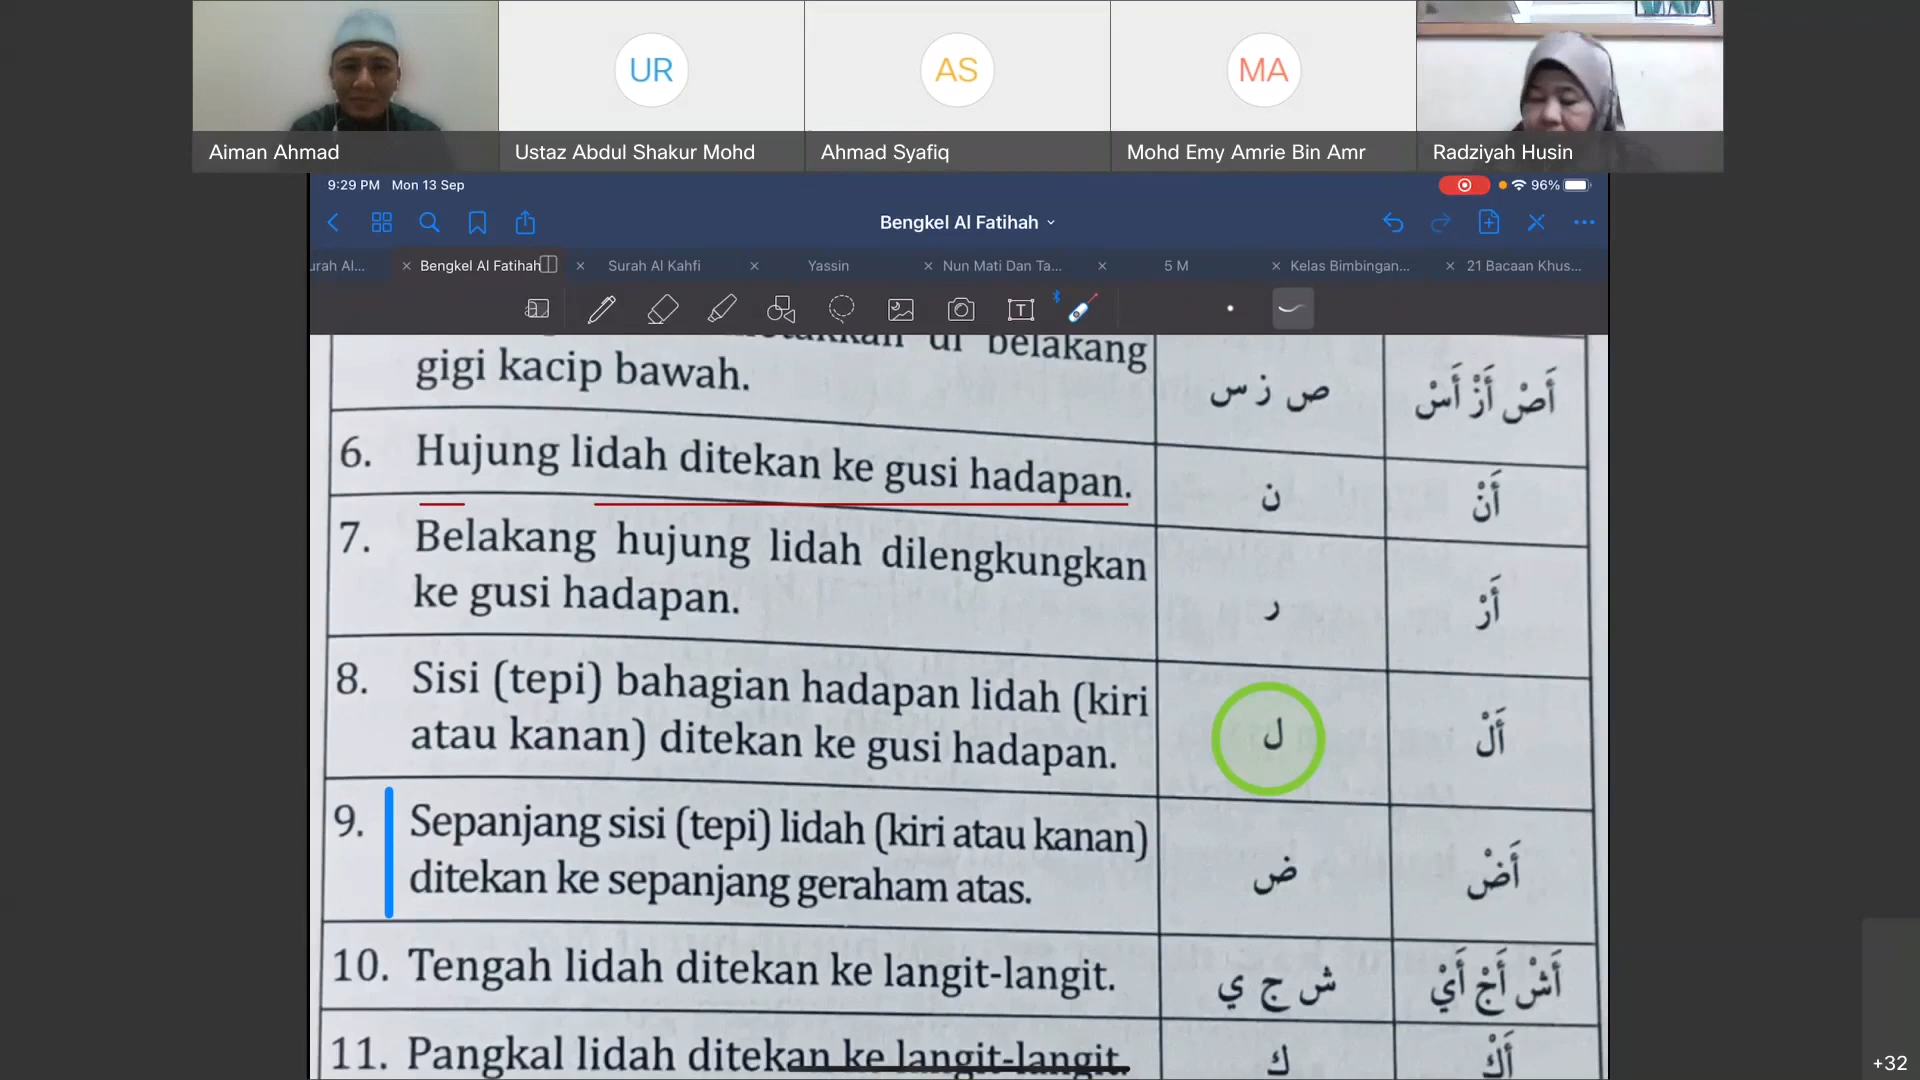 UR
AS
MA
Aiman Ahmad
Ustaz Abdul Shakur Mohd
Ahmad Syafiq
Mohd Emy Amrie Bin Amr
Radziyah Husin
9:29 PM Mon 13 Sep
96%
Bengkel Al Fatihah
urah Al...
Bengkel Al Fatihah
Surah Al Kahfi
Yassin
Nun Mati Dan Ta...
5 M
Kelas Bimbingan...
21 Bacaan Khus...
di belakang
gigi kacip bawah.
ص ز س
أَصْ أَزْ أَسْ
6. Hujung lidah ditekan ke gusi hadapan.
ن
أَنْ
7. Belakang hujung lidah dilengkungkan
ke gusi hadapan.
ر
أَرْ
8. Sisi (tepi) bahagian hadapan lidah (kiri
atau kanan) ditekan ke gusi hadapan.
ل
أَلْ
9. Sepanjang sisi (tepi) lidah (kiri atau kanan)
ditekan ke sepanjang geraham atas.
ض
أَضْ
10. Tengah lidah ditekan ke langit-langit.
ش ج ي
أَشْ أَجْ أَيْ
11. Pangkal lidah ditekan ke langit-langit.
ك
أَكْ
+32